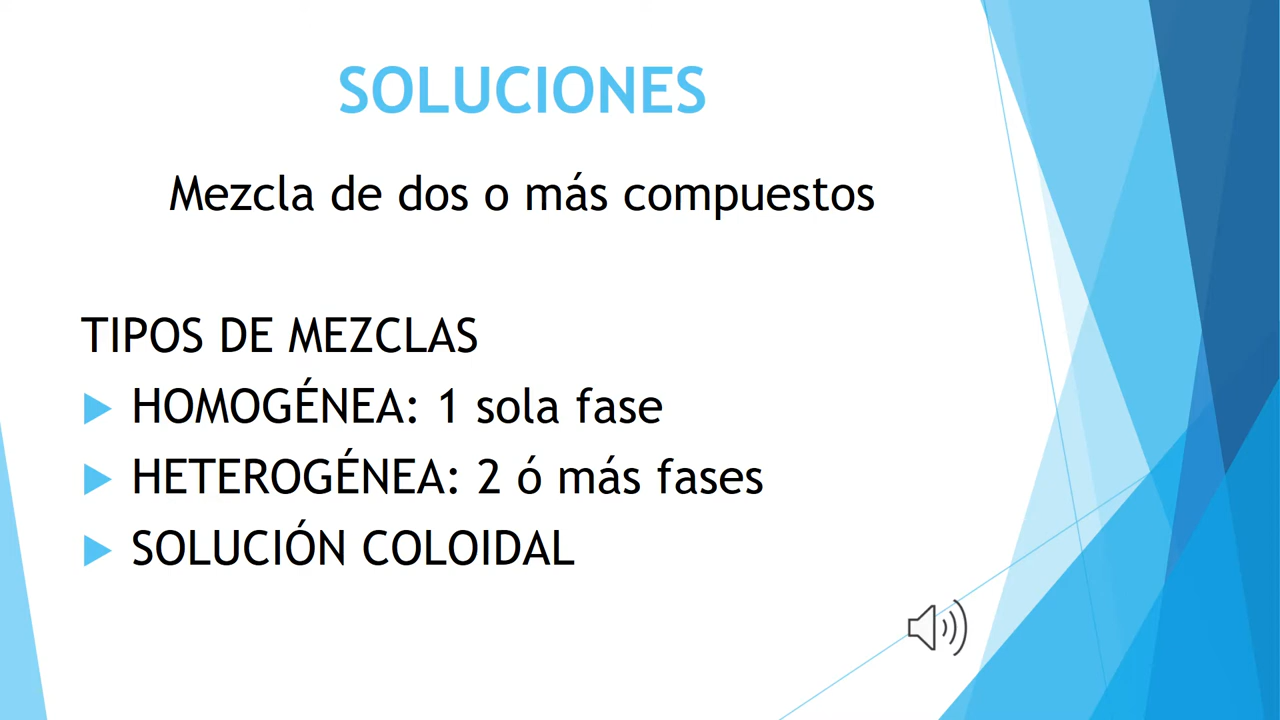 SOLUCIONES
Mezcla de dos o más compuestos
TIPOS DE MEZCLAS
HOMOGÉNEA: 1 sola fase
HETEROGÉNEA: 2 ó más fases
SOLUCIÓN COLOIDAL